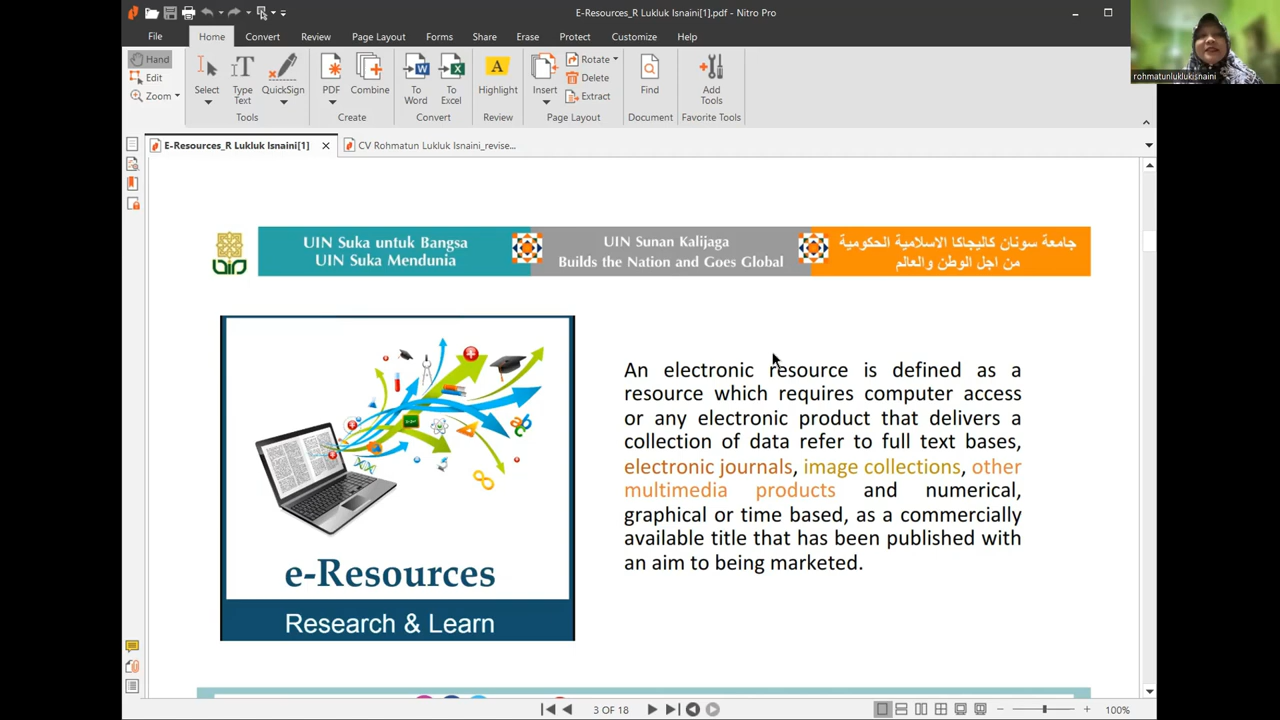 E-Resources_R Lukluk Isnaini[1].pdf - Nitro Pro
File Home Convert Review Page Layout Forms Share Erase Protect Customize Help
Hand
Edit
Zoom
Select
Type Text
QuickSign
Tools
PDF
Combine
Create
To Word
To Excel
Convert
A
Highlight
Review
Insert
Rotate
Delete
Extract
Page Layout
Find
Document
Add Tools
Favorite Tools
rohmatunluklukisnaini
E-Resources_R Lukluk Isnaini[1]
CV Rohmatun Lukluk Isnaini_revise...
UIN Suka untuk Bangsa
UIN Suka Mendunia
UIN Sunan Kalijaga
Builds the Nation and Goes Global
جامعة سونان كاليجاكا الاسلامية الحكومية
من اجل الوطن والعالم
e-Resources
Research & Learn
An electronic resource is defined as a
resource which requires computer access
or any electronic product that delivers a
collection of data refer to full text bases,
electronic journals, image collections, other
multimedia products and numerical,
graphical or time based, as a commercially
available title that has been published with
an aim to being marketed.
3 OF 18
100%